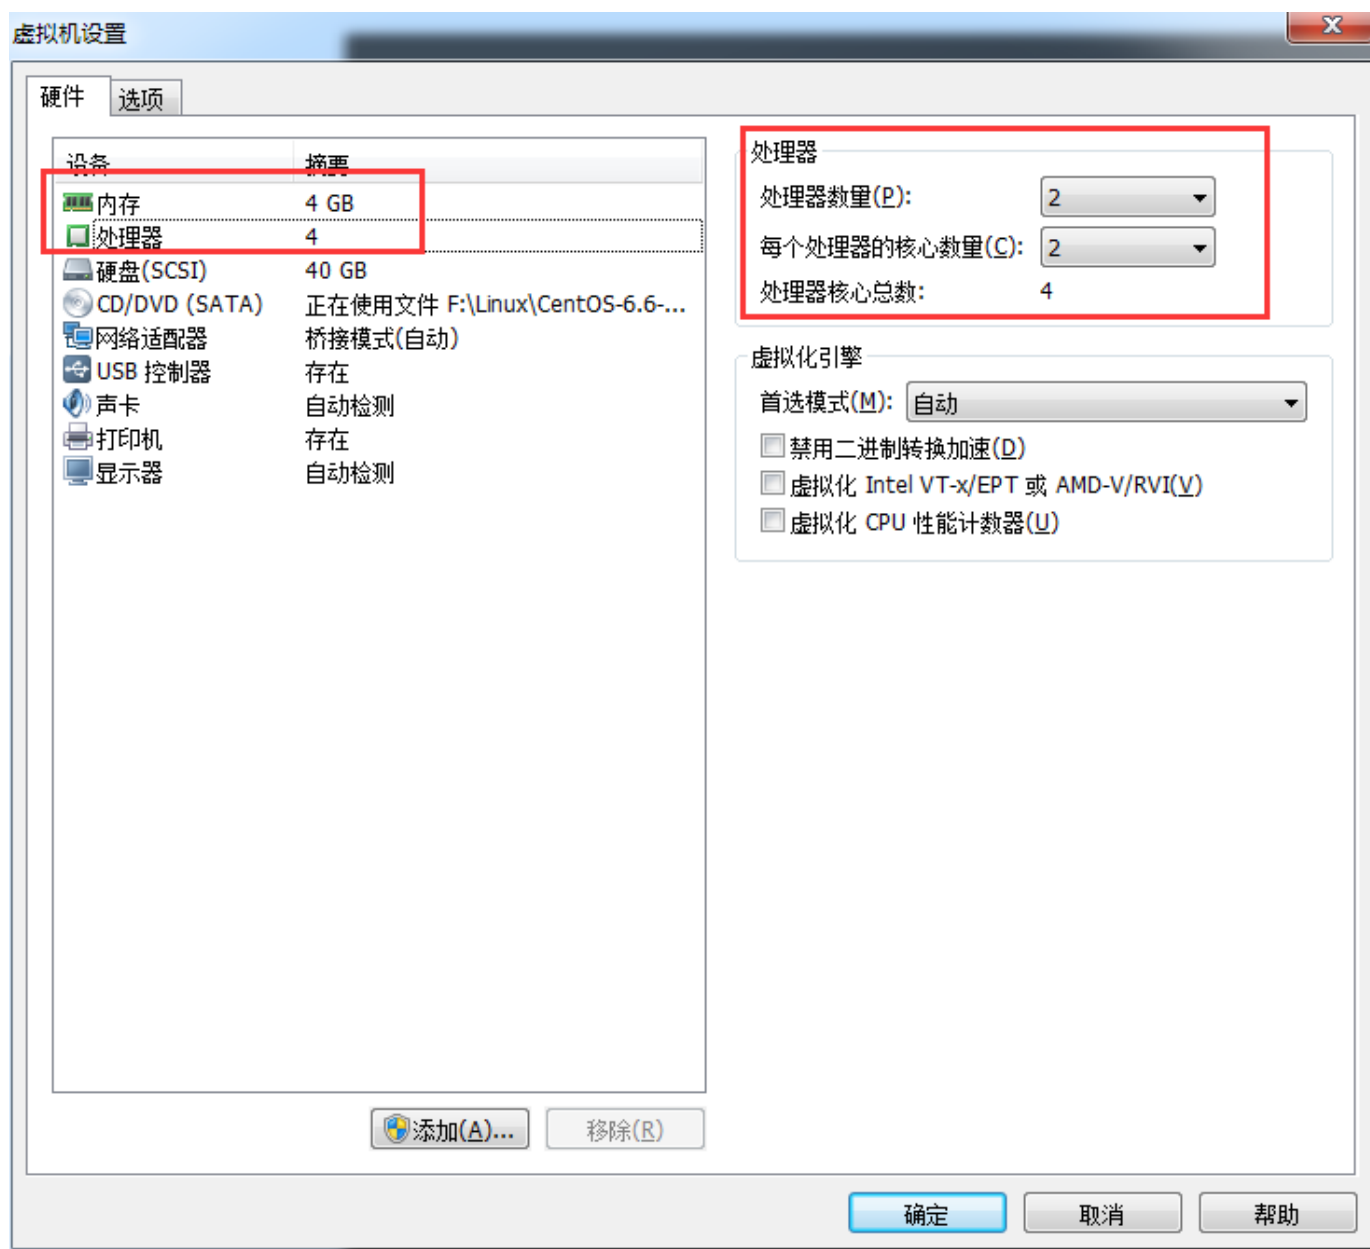 虚拟机设置
硬件 选项
设备 摘要
内存 4 GB
处理器 4
硬盘(SCSI) 40 GB
CD/DVD (SATA) 正在使用文件 F:\Linux\CentOS-6.6-...
网络适配器 桥接模式(自动)
USB 控制器 存在
声卡 自动检测
打印机 存在
显示器 自动检测
添加(A)... 移除(R)
处理器
处理器数量(P): 2
每个处理器的核心数量(C): 2
处理器核心总数: 4
虚拟化引擎
首选模式(M): 自动
禁用二进制转换加速(D)
虚拟化 Intel VT-x/EPT 或 AMD-V/RVI(V)
虚拟化 CPU 性能计数器(U)
确定 取消 帮助